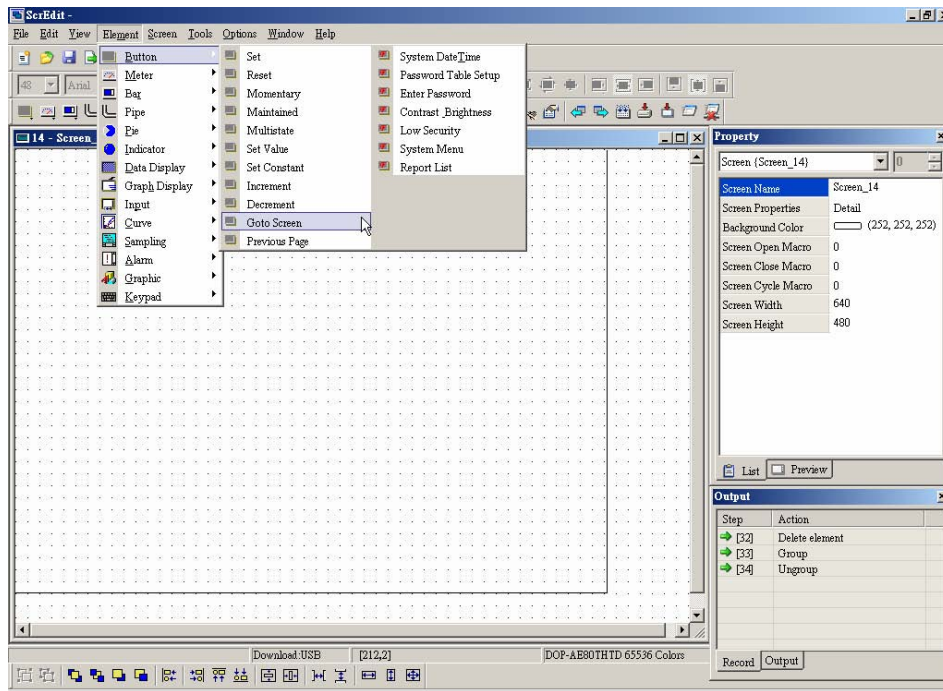 ScrEdit -
File Edit View Element Screen Tools Options Window Help
Button
Meter
Bar
Pipe
Pie
Indicator
Data Display
Graph Display
Input
Curve
Sampling
Alarm
Graphic
Keypad
Set
Reset
Momentary
Maintained
Multistate
Set Value
Set Constant
Increment
Decrement
Goto Screen
Previous Page
System DateTime
Password Table Setup
Enter Password
Contrast_Brightness
Low Security
System Menu
Report List
48 Arial
14 - Screen_
Property
Screen {Screen_14} 0
Screen Name Screen_14
Screen Properties Detail
Background Color (252, 252, 252)
Screen Open Macro 0
Screen Close Macro 0
Screen Cycle Macro 0
Screen Width 640
Screen Height 480
List Preview
Output
Step Action
[32] Delete element
[33] Group
[34] Ungroup
Record Output
Download:USB [212,2] DOP-AE80THTD 65536 Colors